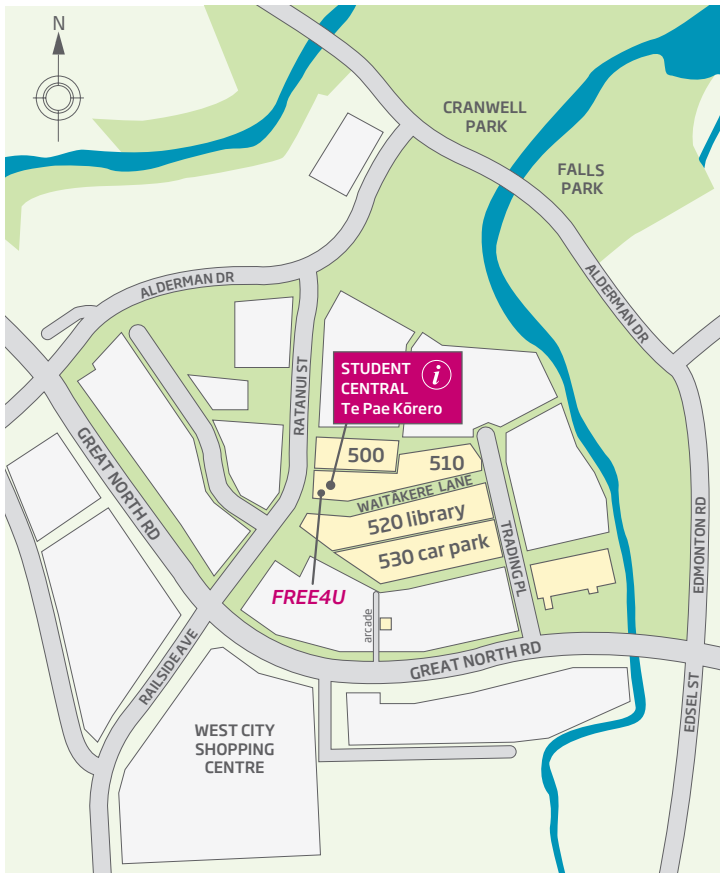 N
CRANWELL
PARK
FALLS
PARK
ALDERMAN DR
ALDERMAN DR
RATANUI ST
STUDENT
CENTRAL
Te Pae Kōrero
i
GREAT NORTH RD
500
510
WAITĀKERE LANE
520 library
530 car park
TRADING PL
EDMONTON RD
FREE4U
arcade
RAILSIDE AVE
GREAT NORTH RD
EDSEL ST
WEST CITY
SHOPPING
CENTRE